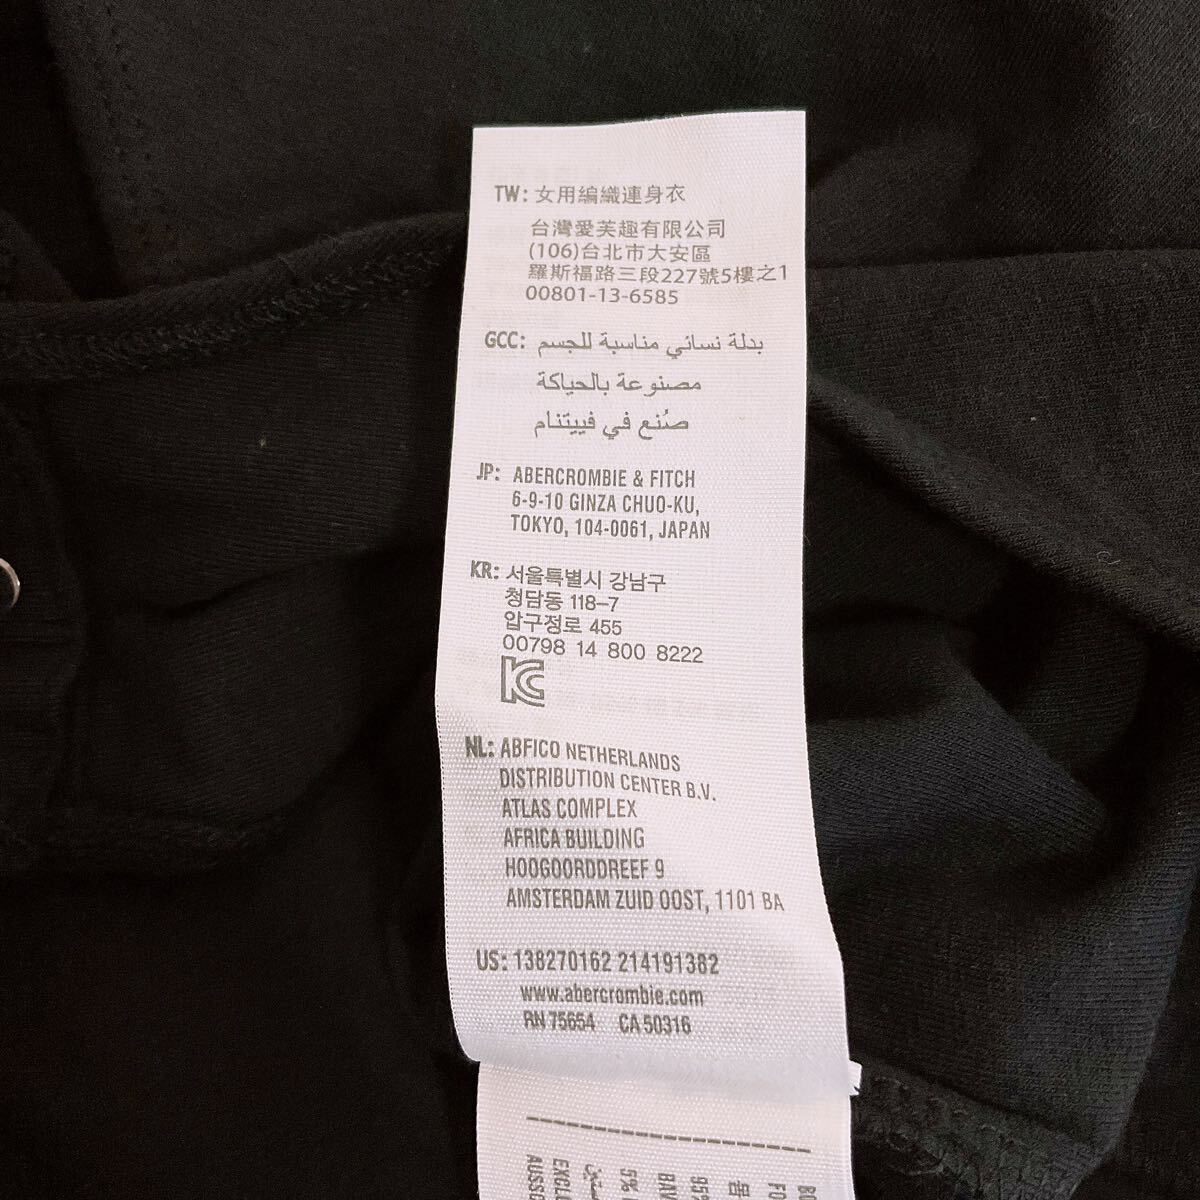 TW: 女用編織連身衣
台灣愛芙趣有限公司
(106)台北市大安區
羅斯福路三段227號5樓之1
00801-13-6585
GCC: بدلة نسائي مناسبة للجسم
مصنوعة بالحياكة
صُنع في فييتنام
JP: ABERCROMBIE & FITCH
6-9-10 GINZA CHUO-KU,
TOKYO, 104-0061, JAPAN
KR: 서울특별시 강남구
청담동 118-7
압구정로 455
00798 14 800 8222
KC
NL: ABFICO NETHERLANDS
DISTRIBUTION CENTER B.V.
ATLAS COMPLEX
AFRICA BUILDING
HOOGOORDDREEF 9
AMSTERDAM ZUID OOST, 1101 BA
US: 138270162 214191382
www.abercrombie.com
RN 75654 CA 50316